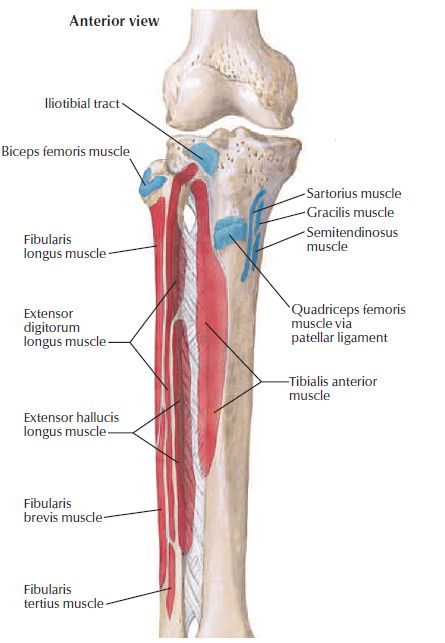 Anterior view
Iliotibial tract
Biceps femoris muscle
Sartorius muscle
Gracilis muscle
Semitendinosus
muscle
Fibularis
longus muscle
Quadriceps femoris
muscle via
patellar ligament
Extensor
digitorum
longus muscle
Tibialis anterior
muscle
Extensor hallucis
longus muscle
Fibularis
brevis muscle
Fibularis
tertius muscle